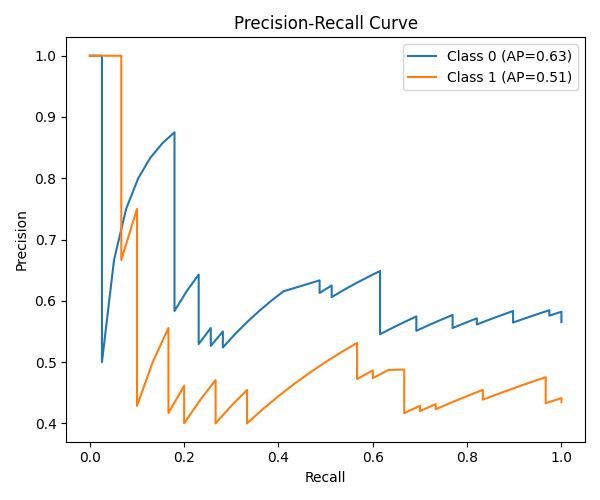 Precision-Recall Curve
Class 0 (AP=0.63)
Class 1 (AP=0.51)
Precision
1.0
0.9
0.8
0.7
0.6
0.5
0.4
0.0 0.2 0.4 0.6 0.8 1.0
Recall